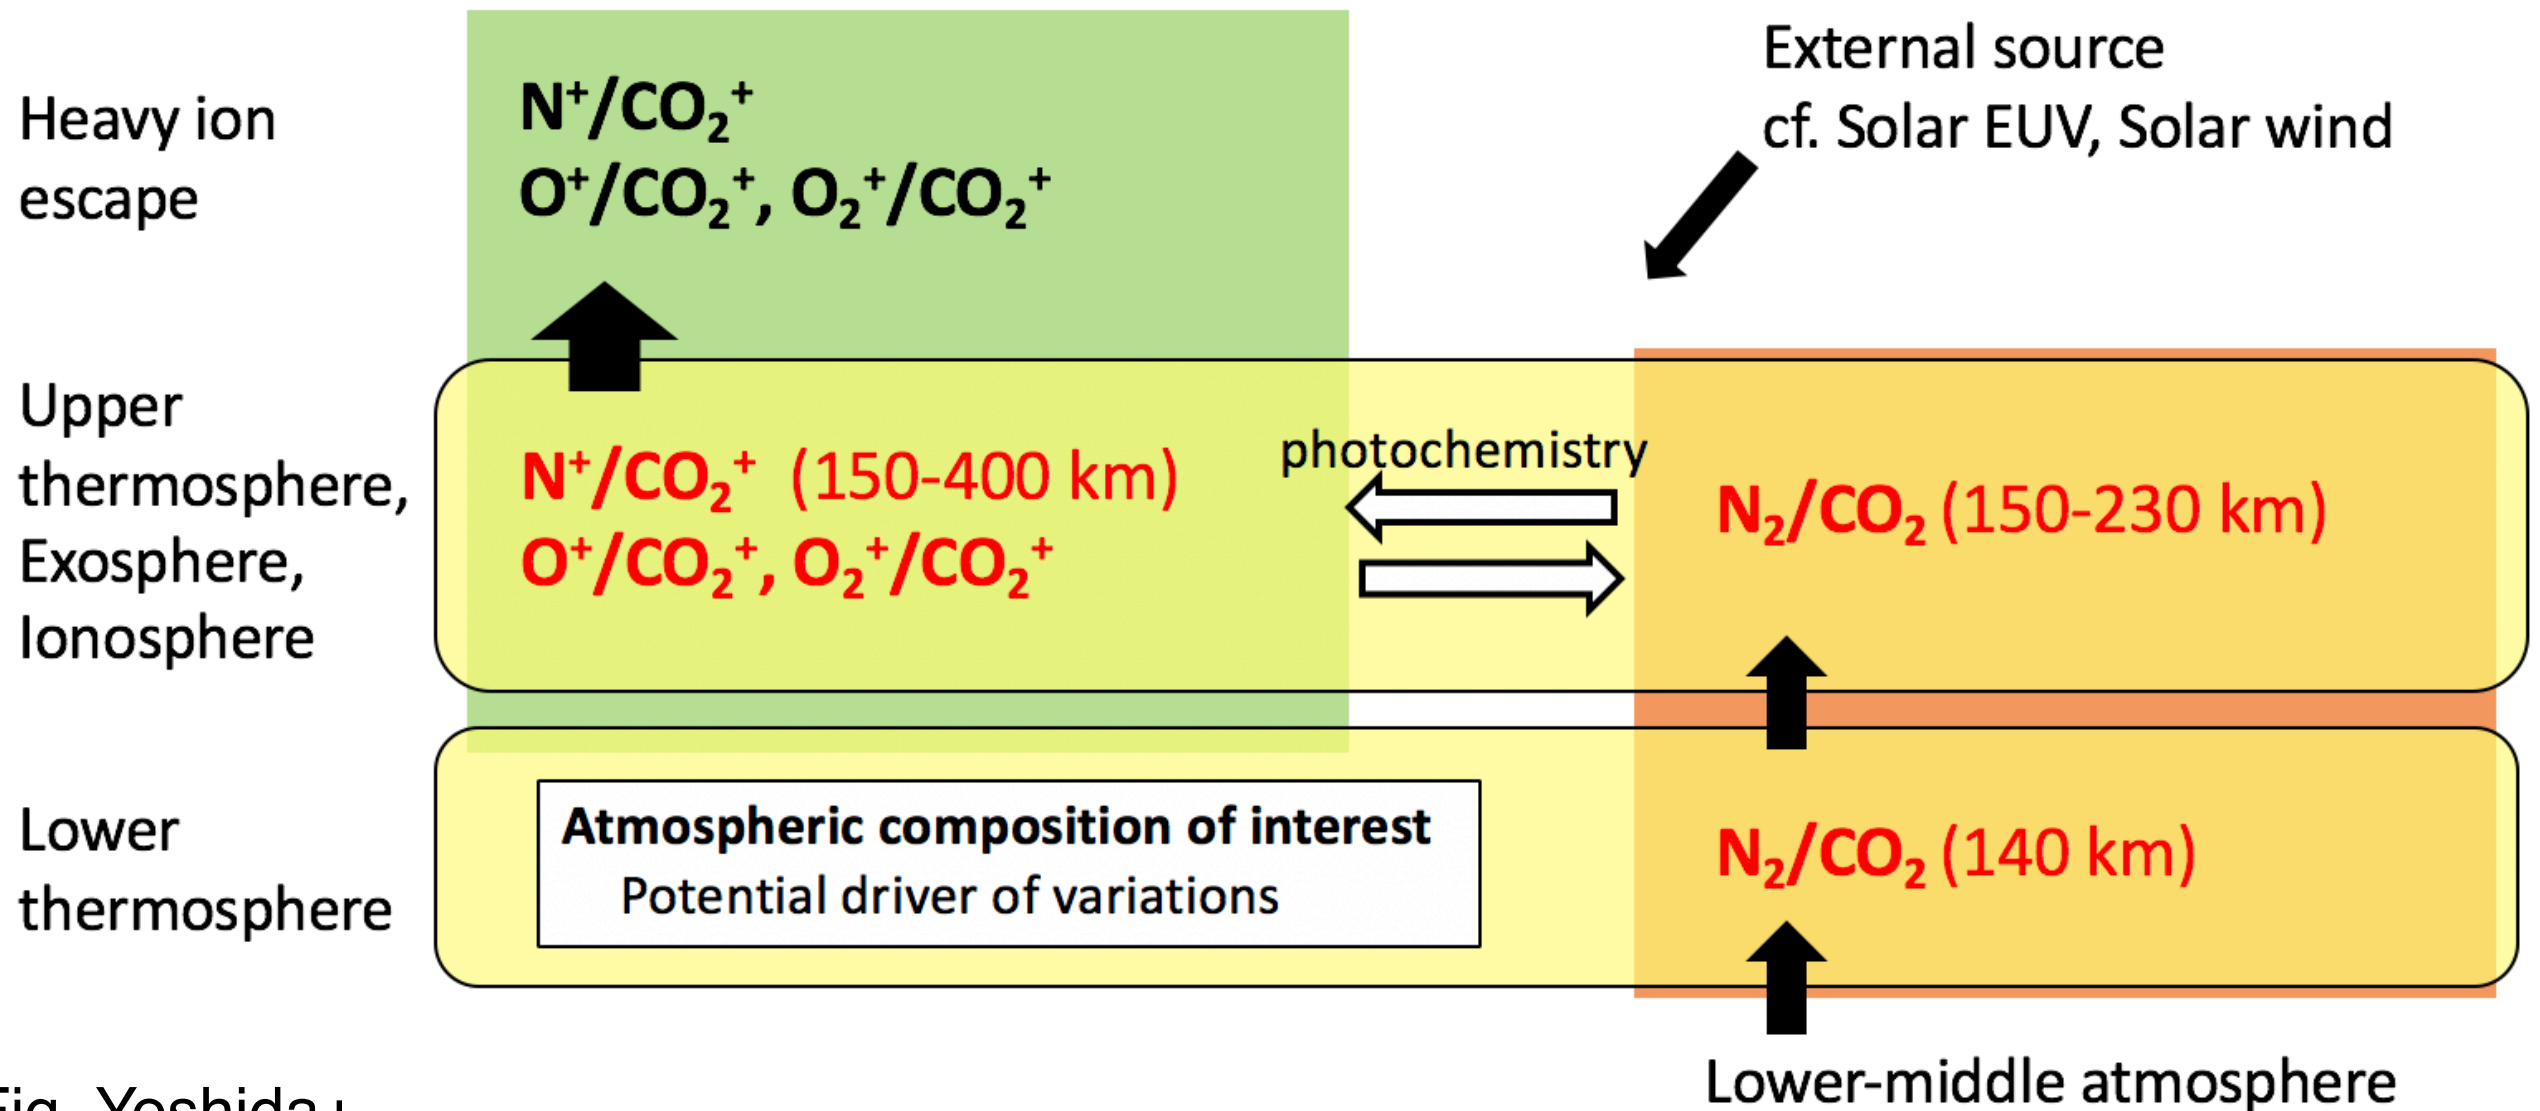 Heavy ion
escape
N⁺/CO₂⁺
O⁺/CO₂⁺, O₂⁺/CO₂⁺
External source
cf. Solar EUV, Solar wind
Upper
thermosphere,
Exosphere,
Ionosphere
N⁺/CO₂⁺ (150-400 km)
O⁺/CO₂⁺, O₂⁺/CO₂⁺
photochemistry
N₂/CO₂ (150-230 km)
Lower
thermosphere
Atmospheric composition of interest
Potential driver of variations
N₂/CO₂ (140 km)
Lower-middle atmosphere
Fig. Yoshida+